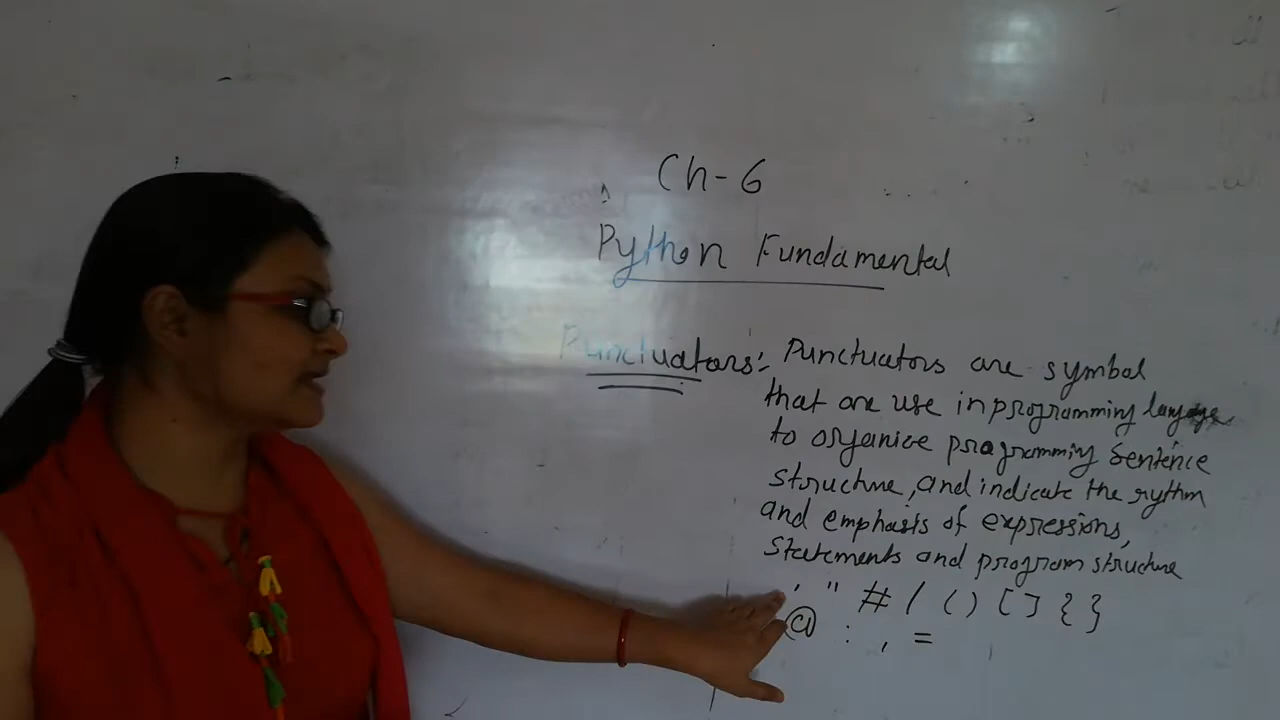 Ch-6
Python Fundamental
Punctuators:- Punctuators are symbol
that are use in programming
to organice programming sentence
structure, and indicate the rythm
and emphasis of expressions,
statements and program structure
' " # / () [] {}
@ : , =